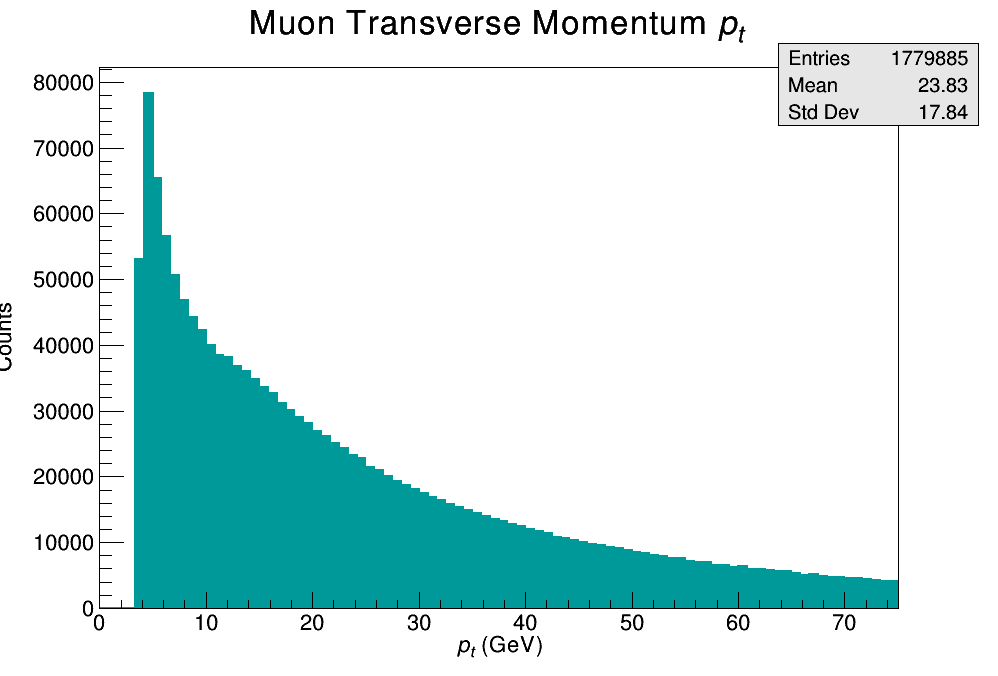 Muon Transverse Momentum pt
Entries 1779885
Mean 23.83
Std Dev 17.84
80000
70000
60000
50000
40000
30000
20000
10000
0
Counts
0 10 20 30 40 50 60 70
pt (GeV)